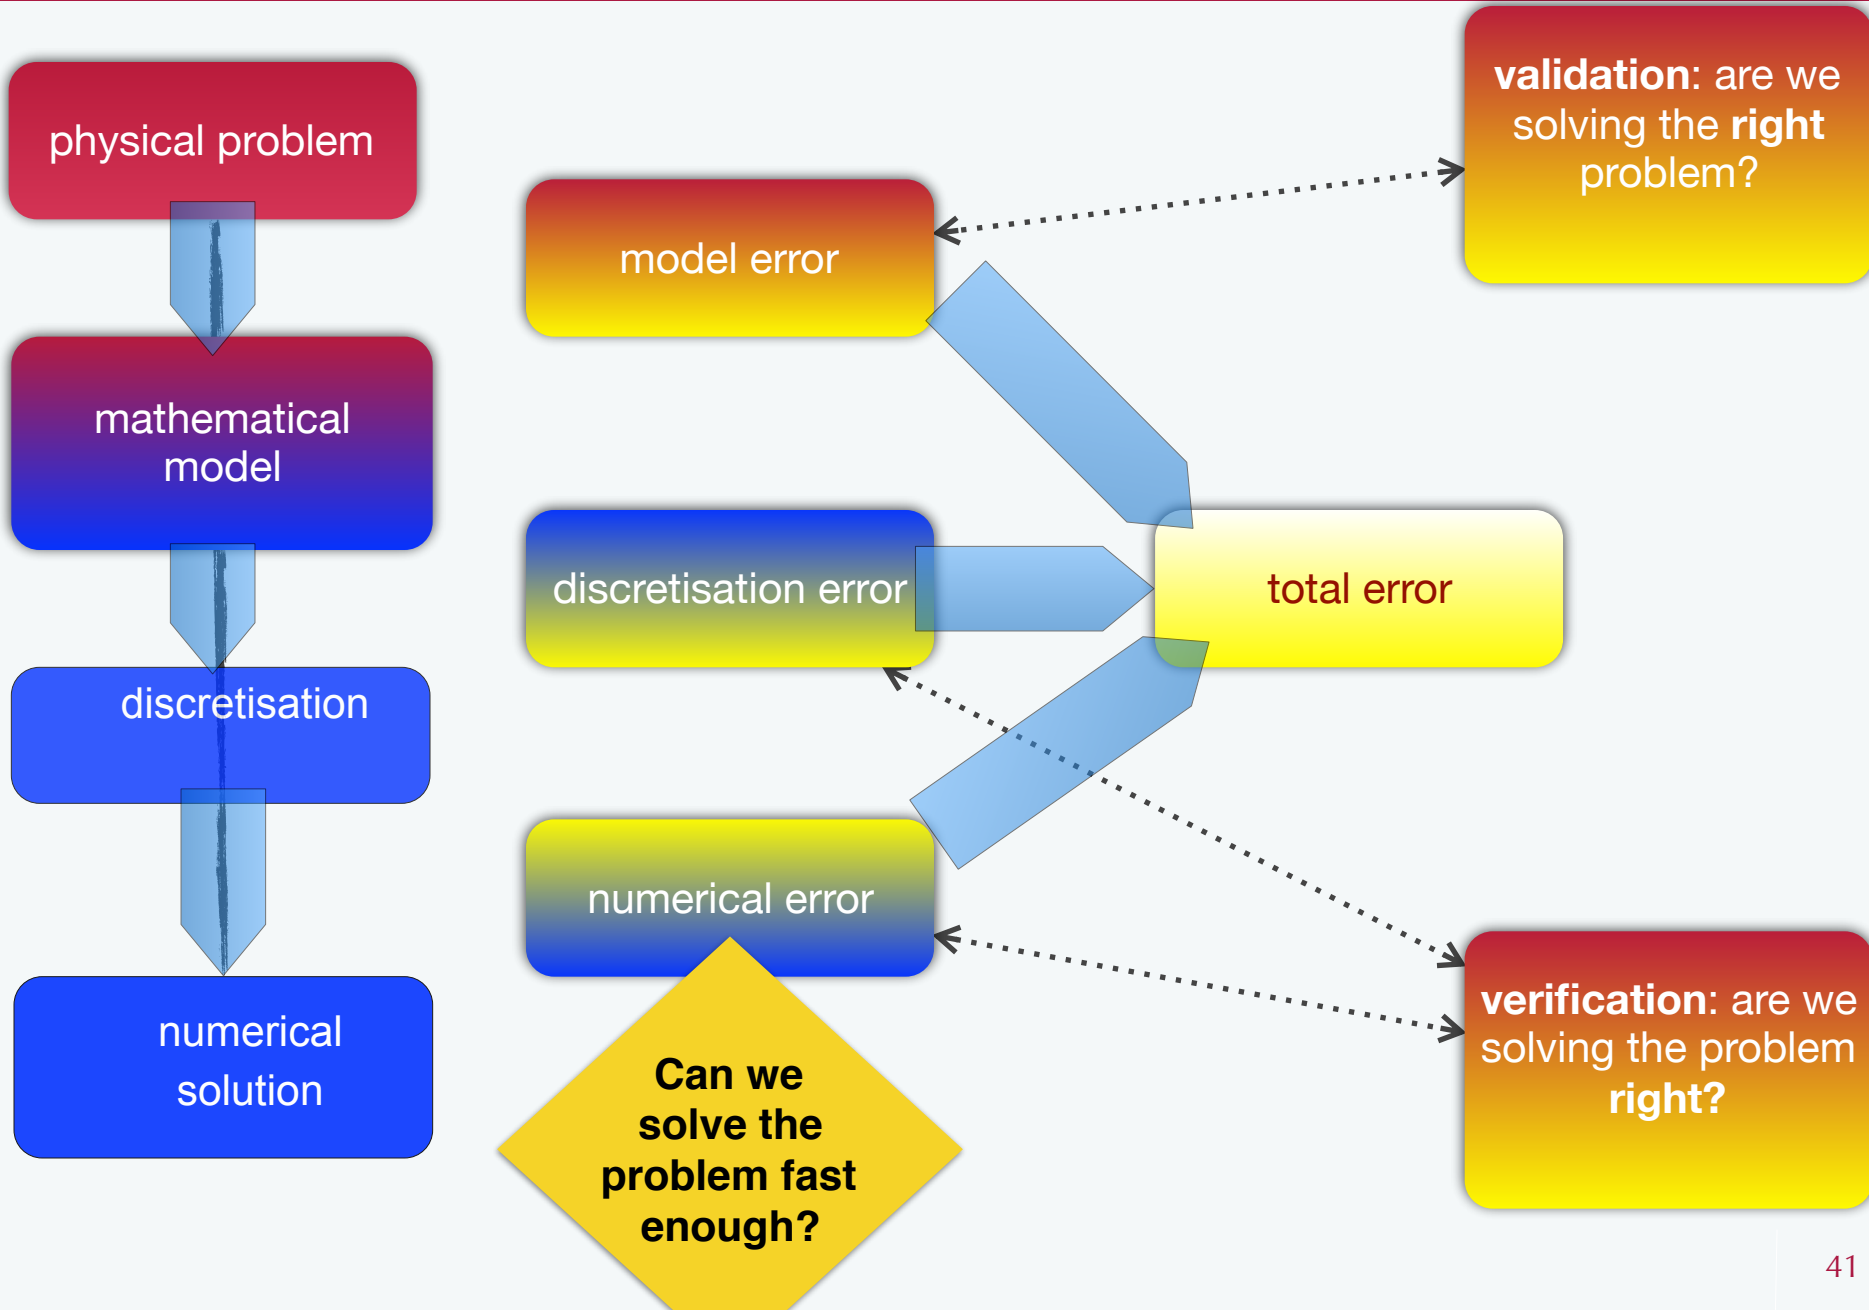 physical problem
mathematical
model
discretisation
numerical
solution
model error
discretisation error
numerical error
Can we
solve the
problem fast
enough?
total error
validation: are we
solving the right
problem?
verification: are we
solving the problem
right?
41